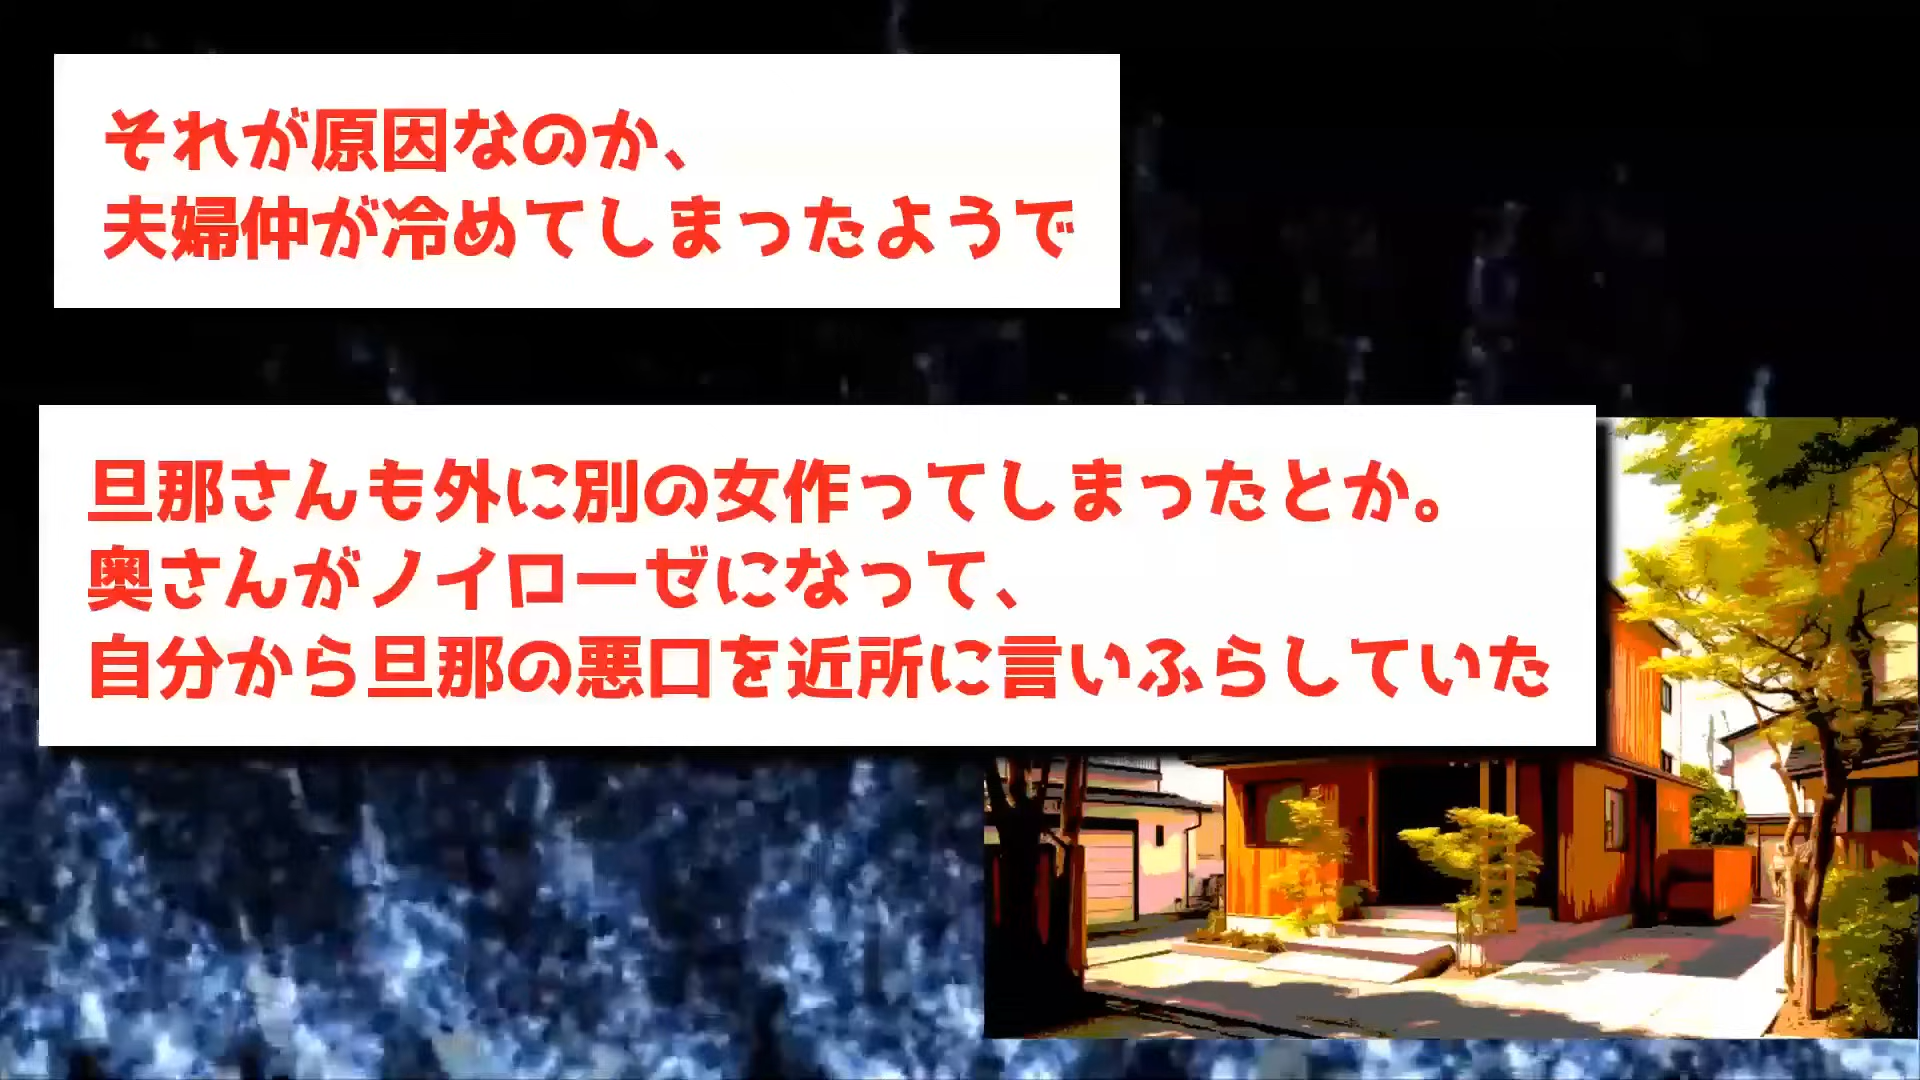 それが原因なのか、
夫婦仲が冷めてしまったようで
旦那さんも外に別の女作ってしまったとか。
奥さんがノイローゼになって、
自分から旦那の悪口を近所に言いふらしていた